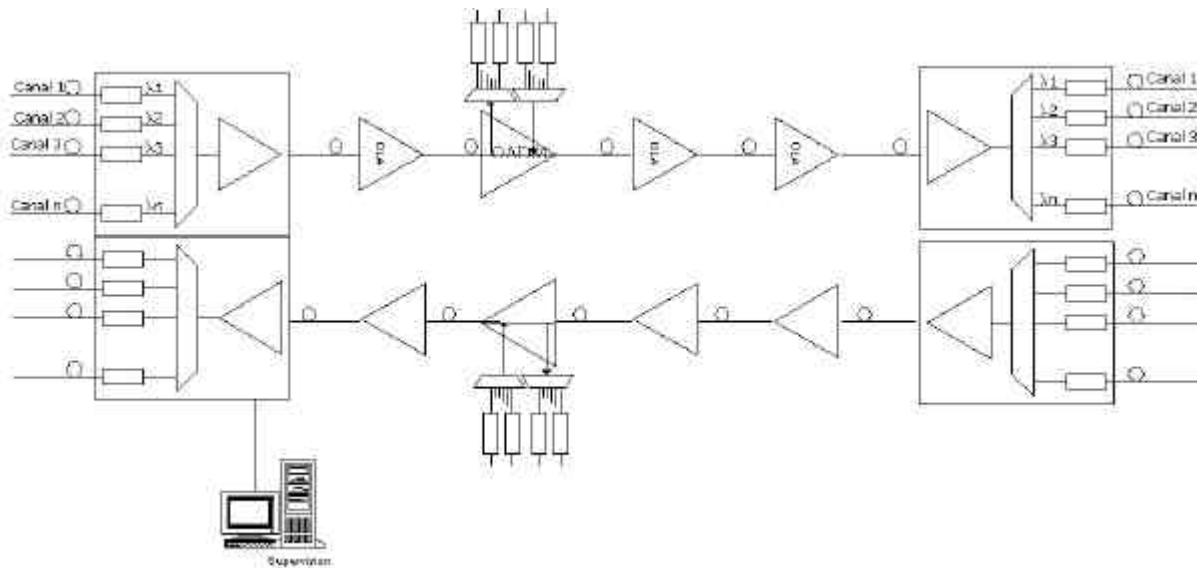 Canal 1 λ1
Canal 2 λ2
Canal 3 λ3
Canal n λn
OLA
OADM
OLA
OLA
λ1 Canal 1
λ2 Canal 2
λ3 Canal 3
λn Canal n
Supervision